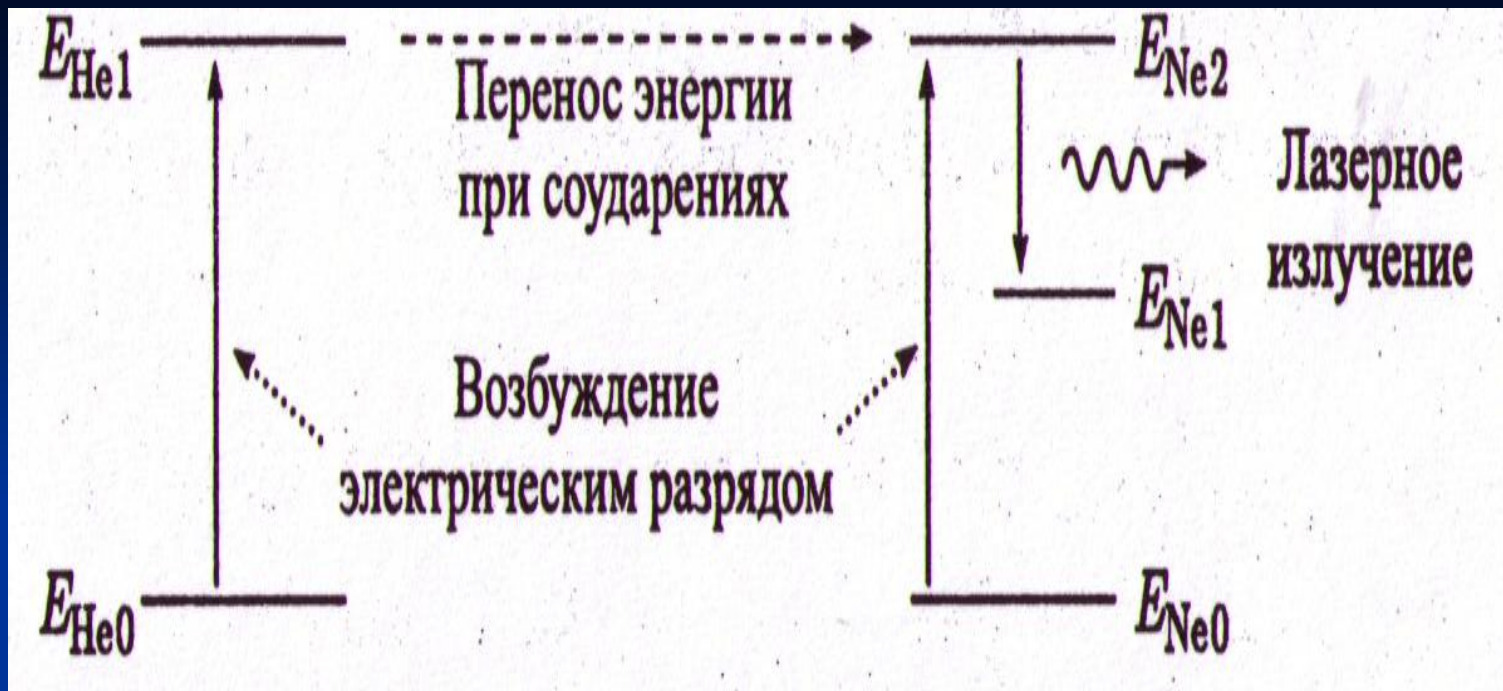 E_He1
Перенос энергии
при соударениях
E_Ne2
Лазерное
излучение
E_Ne1
Возбуждение
электрическим разрядом
E_He0
E_Ne0